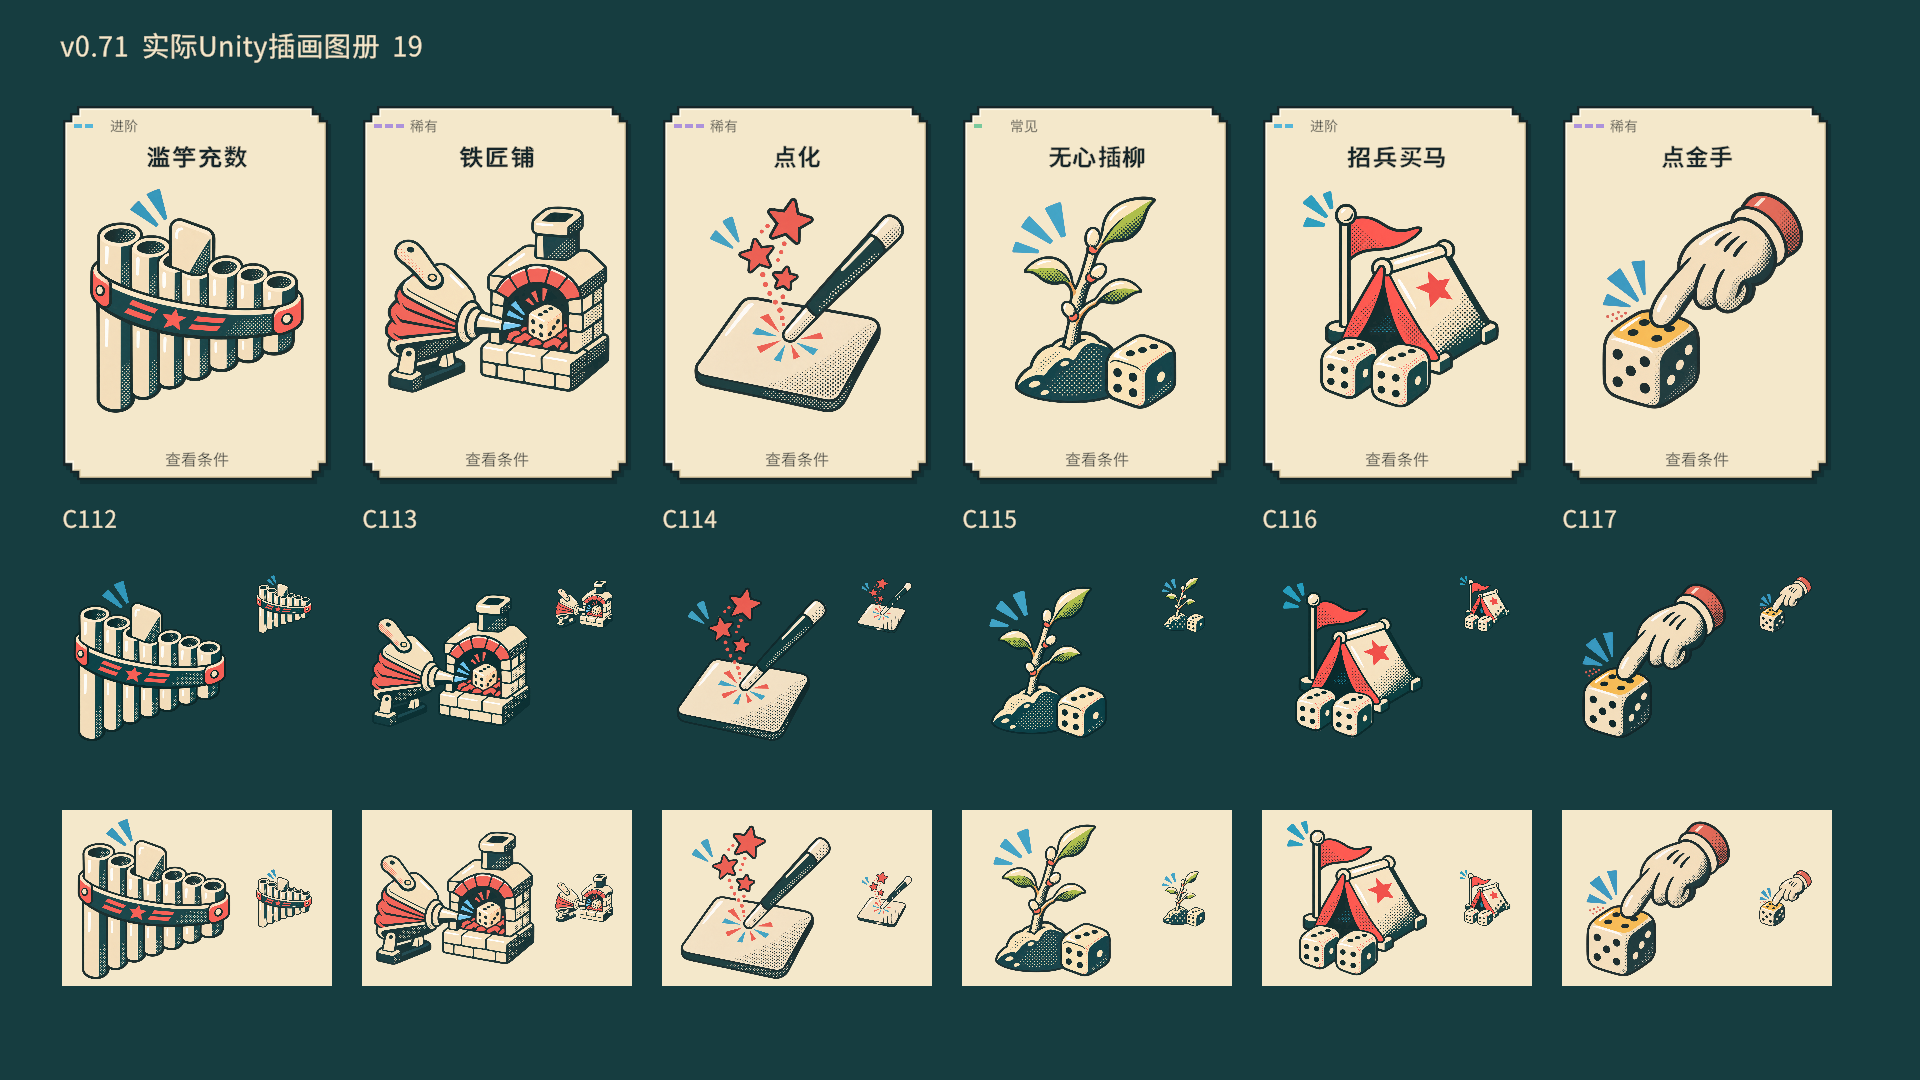 v0.71 实际Unity插画图册 19
进阶
滥竽充数
查看条件
稀有
铁匠铺
查看条件
稀有
点化
查看条件
常见
无心插柳
查看条件
进阶
招兵买马
查看条件
稀有
点金手
查看条件
C112
C113
C114
C115
C116
C117